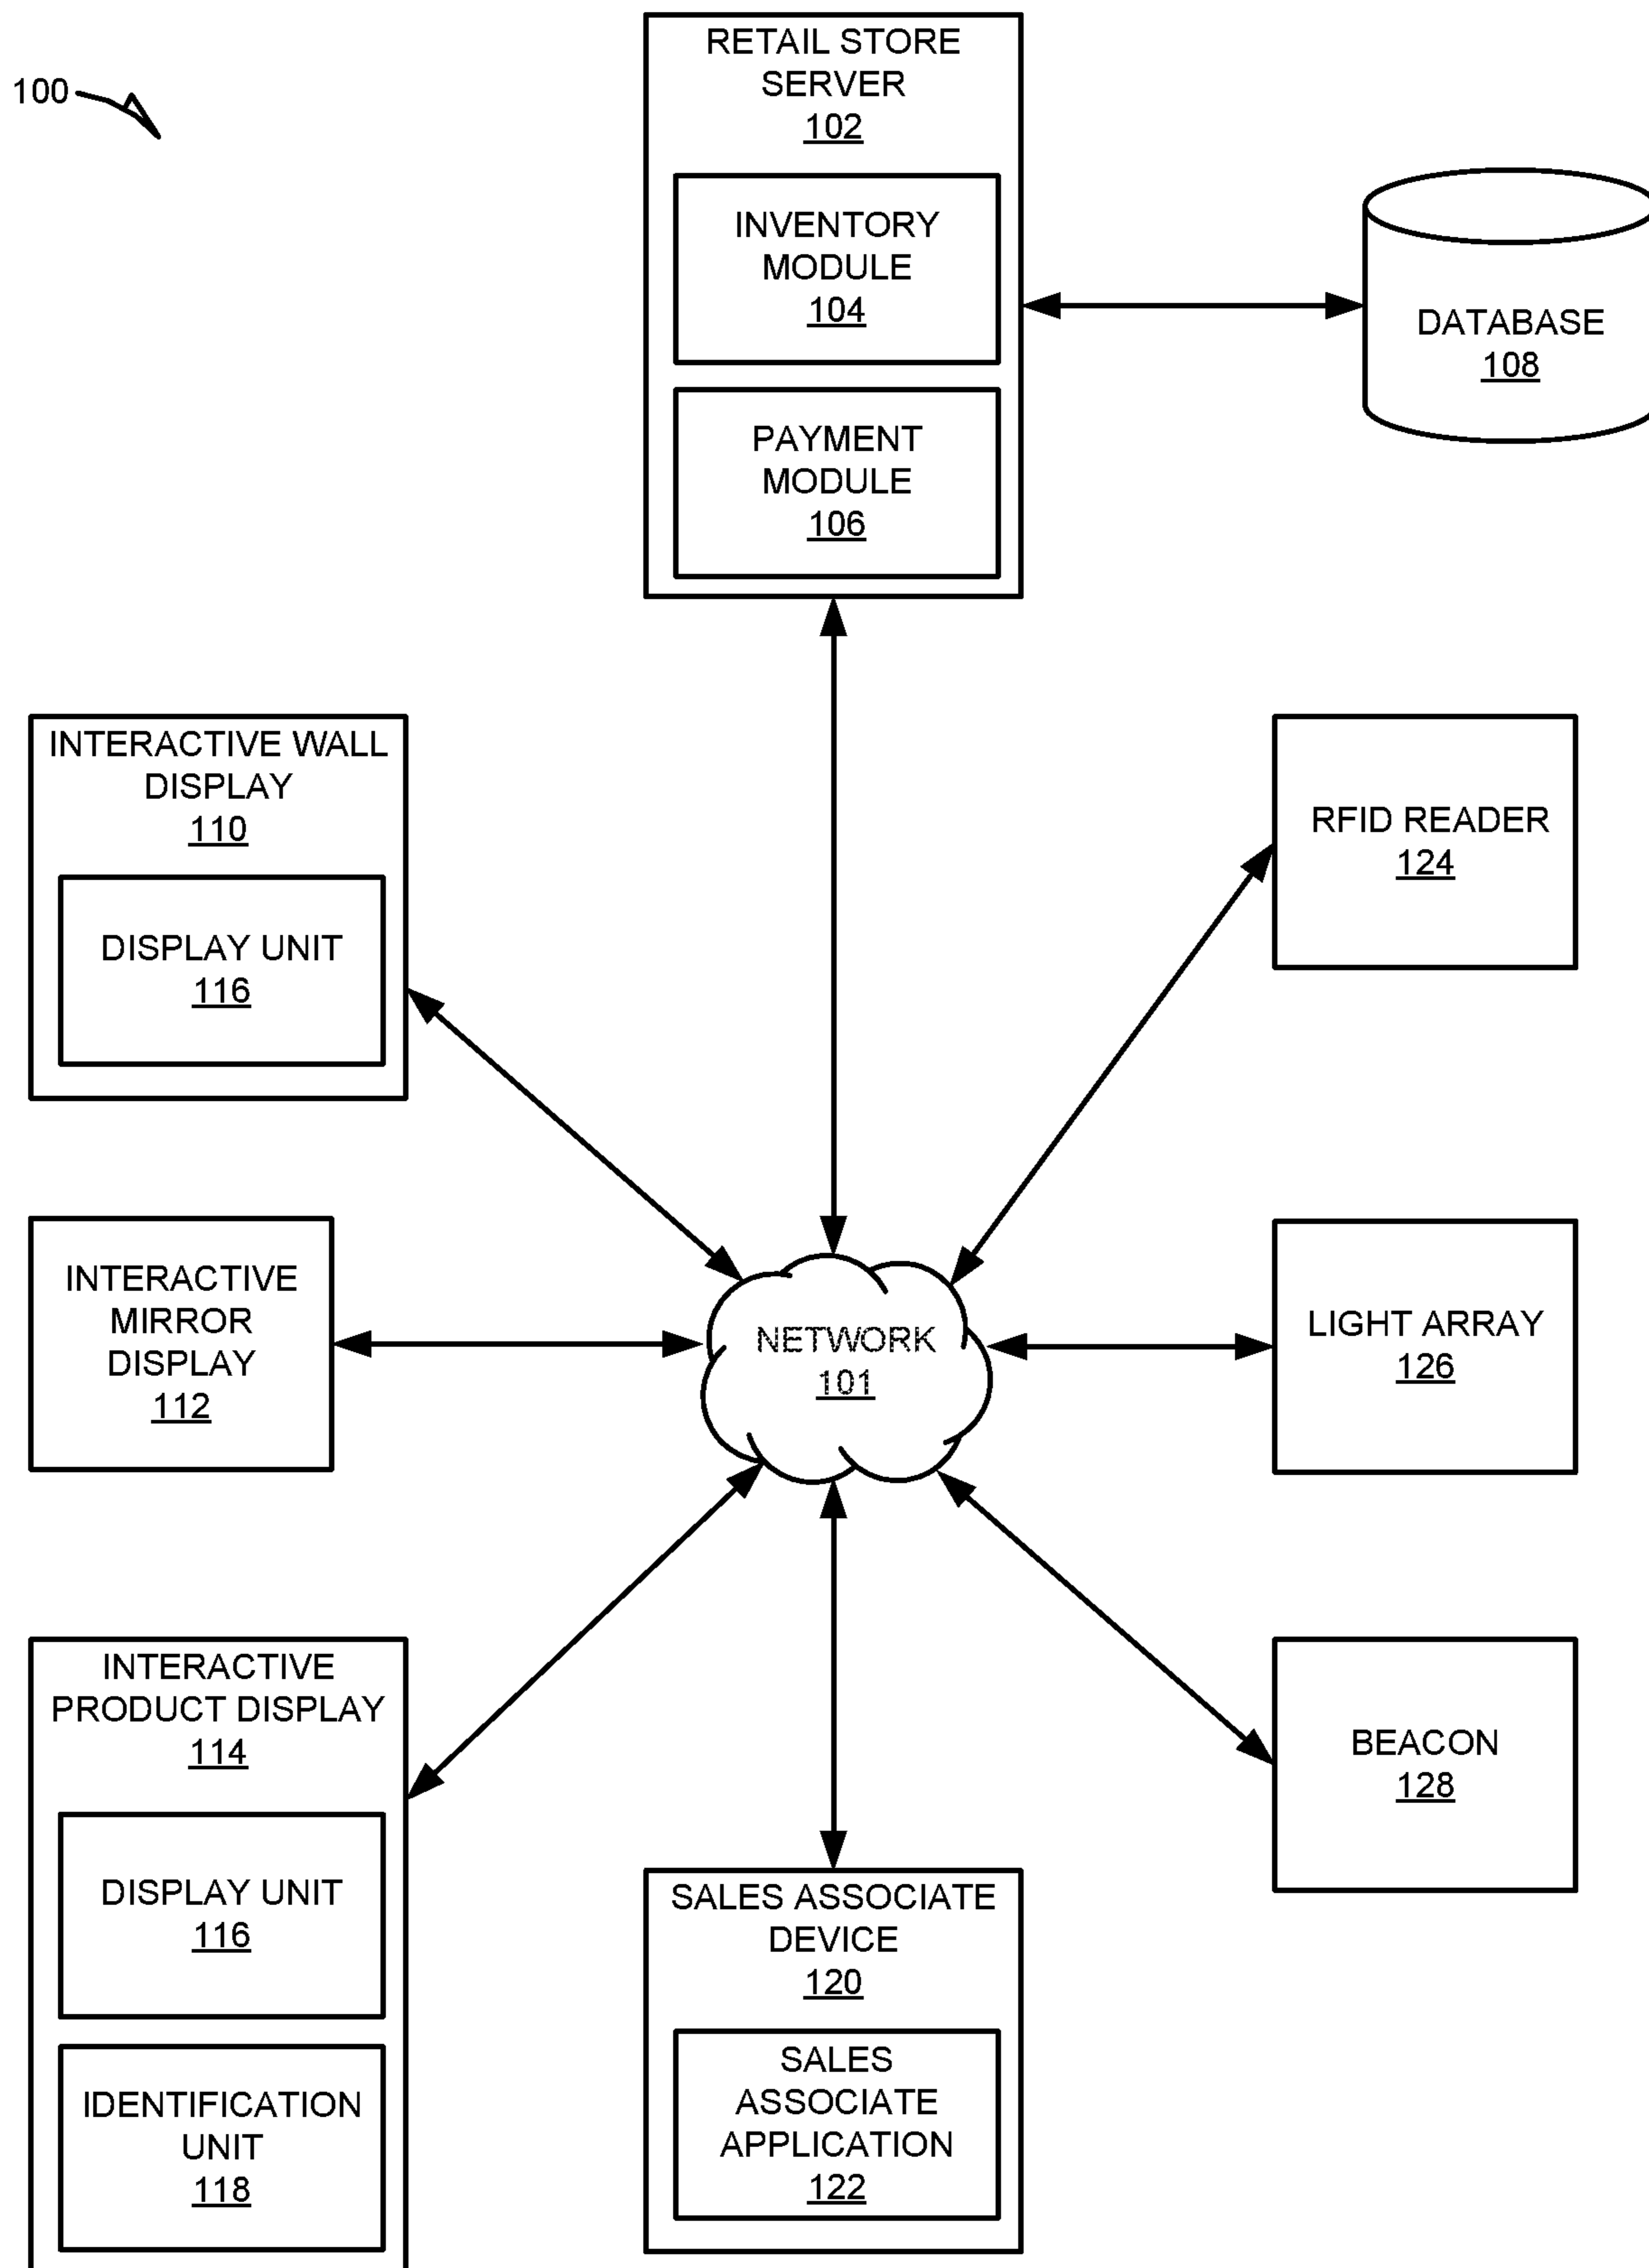 100
RETAIL STORE
SERVER
102
INVENTORY
MODULE
104
PAYMENT
MODULE
106
DATABASE
108
INTERACTIVE WALL
DISPLAY
110
DISPLAY UNIT
116
RFID READER
124
INTERACTIVE
MIRROR
DISPLAY
112
NETWORK
101
LIGHT ARRAY
126
INTERACTIVE
PRODUCT DISPLAY
114
DISPLAY UNIT
116
IDENTIFICATION
UNIT
118
SALES ASSOCIATE
DEVICE
120
SALES
ASSOCIATE
APPLICATION
122
BEACON
128